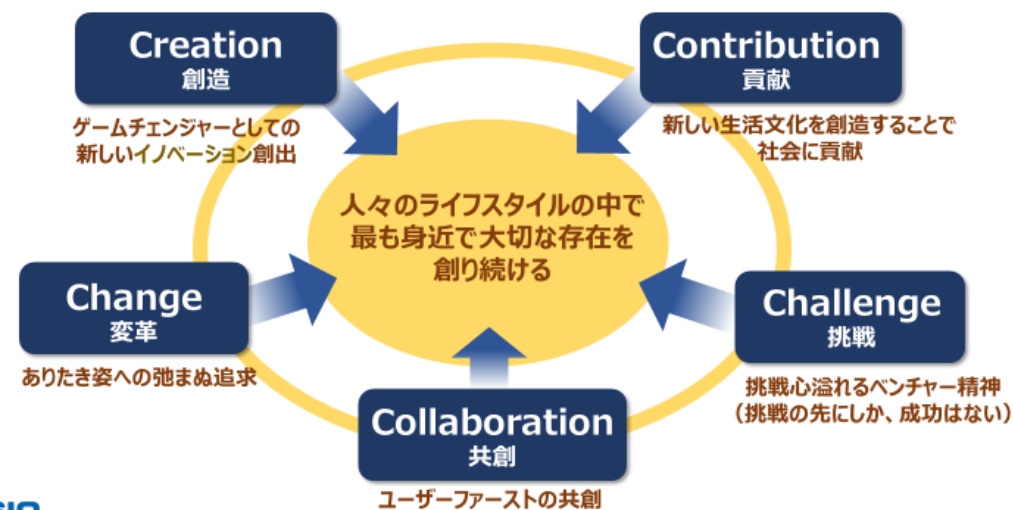 Creation
創造
ゲームチェンジャーとしての
新しいイノベーション創出
Contribution
貢献
新しい生活文化を創造することで
社会に貢献
人々のライフスタイルの中で
最も身近で大切な存在を
創り続ける
Change
変革
ありたき姿への弛まぬ追求
Challenge
挑戦
挑戦心溢れるベンチャー精神
（挑戦の先にしか、成功はない）
Collaboration
共創
ユーザーファーストの共創